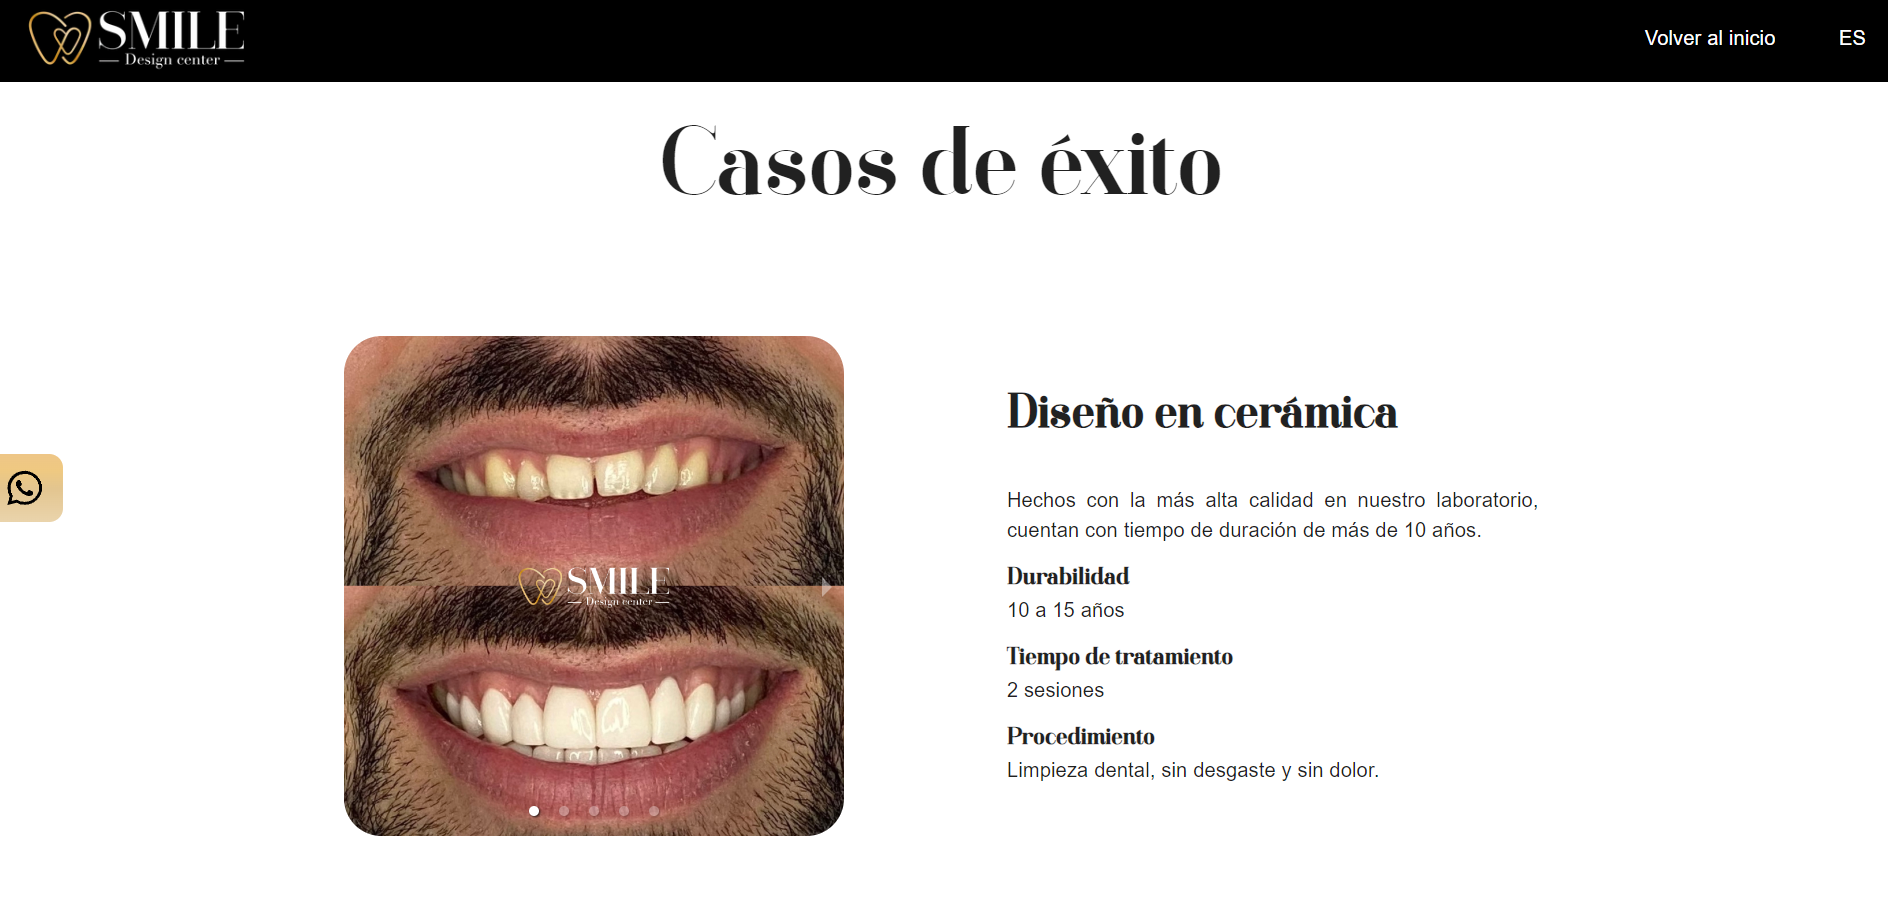 SMILE
Design center
Volver al inicio
ES
Casos de éxito
SMILE
Design center
Diseño en cerámica
Hechos con la más alta calidad en nuestro laboratorio,
cuentan con tiempo de duración de más de 10 años.
Durabilidad
10 a 15 años
Tiempo de tratamiento
2 sesiones
Procedimiento
Limpieza dental, sin desgaste y sin dolor.